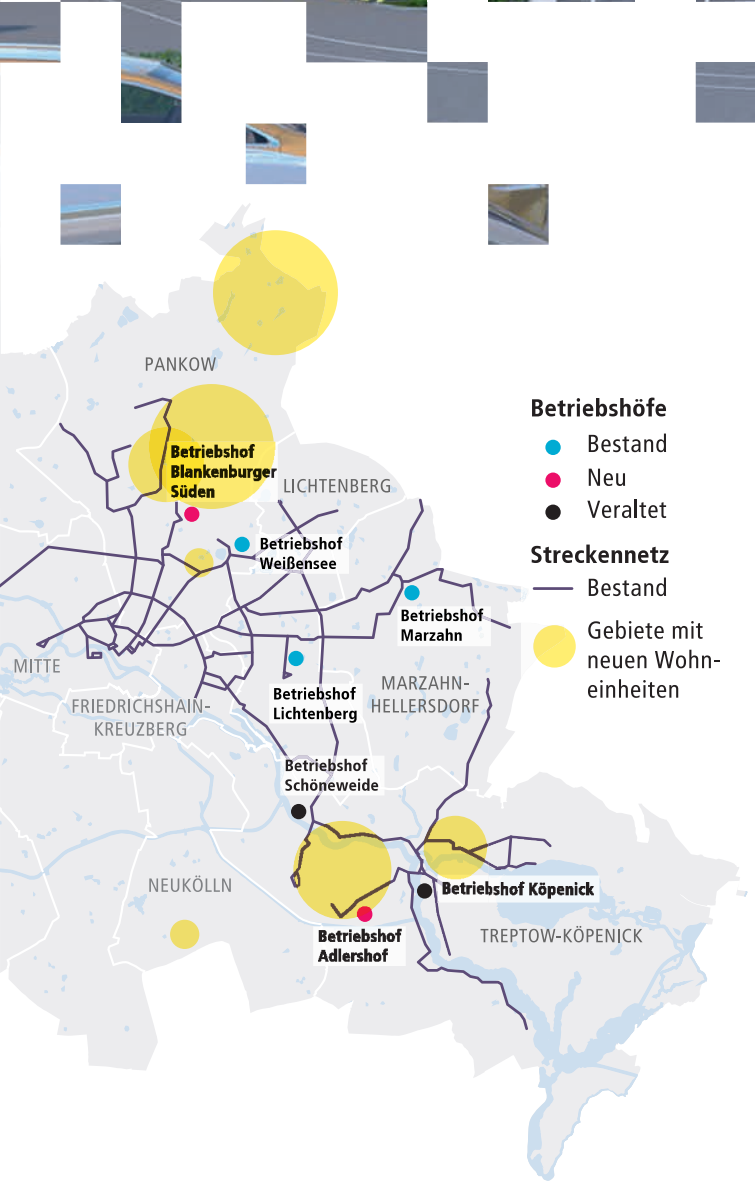 PANKOW
Betriebshof
Blankenburger
Süden
LICHTENBERG
Betriebshof
Weißensee
Betriebshof
Marzahn
MITTE
Betriebshof
Lichtenberg
MARZAHN-
HELLERSDORF
FRIEDRICHSHAIN-
KREUZBERG
Betriebshof
Schöneweide
NEUKÖLLN
Betriebshof Köpenick
Betriebshof
Adlershof
TREPTOW-KÖPENICK
Betriebshöfe
Bestand
Neu
Veraltet
Streckennetz
Bestand
Gebiete mit
neuen Wohn-
einheiten